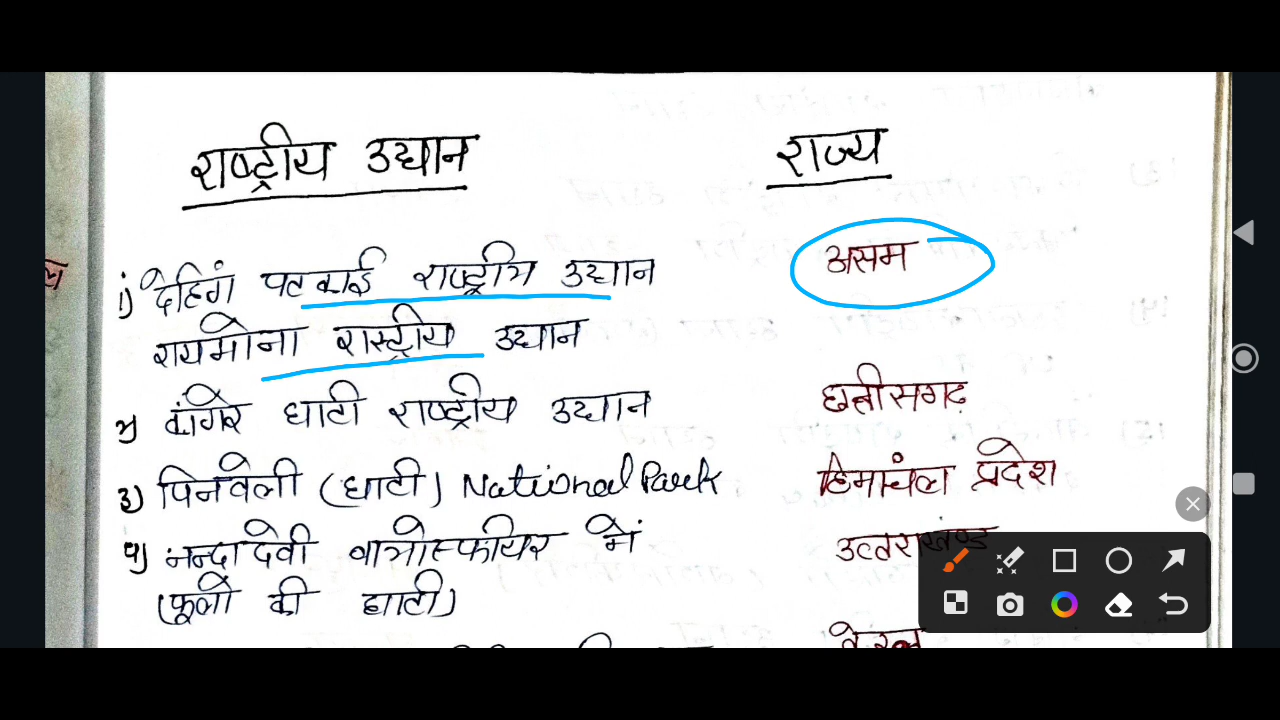 राष्ट्रीय उद्यान राज्य
1) देहिंग पटकाई राष्ट्रीय उद्यान असम
रायमोना रास्ट्रीय उद्यान
2) कांगेर घाटी राष्ट्रीय उद्यान छत्तीसगढ़
3) पिनवेली (घाटी) National Park हिमाचंल प्रदेश
4) नन्दा देवी वायोस्फीयर में उत्तराखण्ड
(फूलों की घाटी)